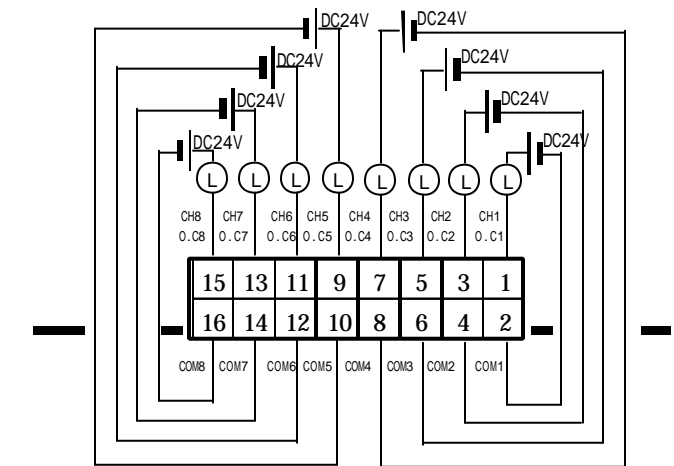 DC24V DC24V
DC24V DC24V
DC24V DC24V
DC24V DC24V
L L L L L L L L
CH8 CH7 CH6 CH5 CH4 CH3 CH2 CH1
O.C8 O.C7 O.C6 O.C5 O.C4 O.C3 O.C2 O.C1
15 13 11 9 7 5 3 1
16 14 12 10 8 6 4 2
COM8 COM7 COM6 COM5 COM4 COM3 COM2 COM1